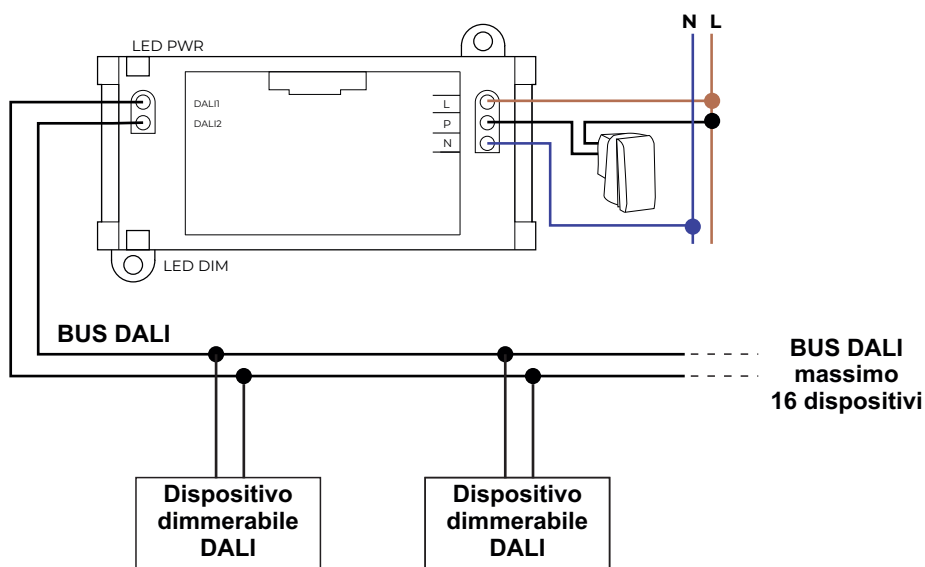 N L
LED PWR
DALI1
DALI2
L
P
N
LED DIM
BUS DALI
BUS DALI
massimo
16 dispositivi
Dispositivo
dimmerabile
DALI
Dispositivo
dimmerabile
DALI